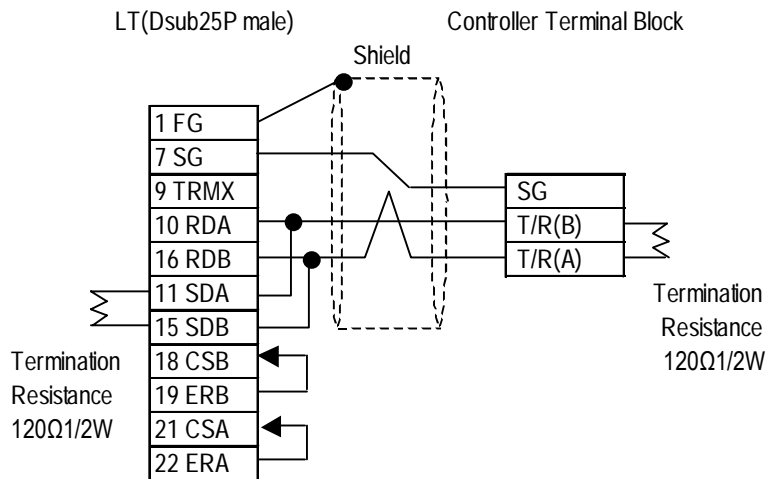 LT(Dsub25P male)
Controller Terminal Block
Shield
1 FG
7 SG
9 TRMX
10 RDA
16 RDB
11 SDA
15 SDB
18 CSB
19 ERB
21 CSA
22 ERA
SG
T/R(B)
T/R(A)
Termination
Resistance
120Ω1/2W
Termination
Resistance
120Ω1/2W